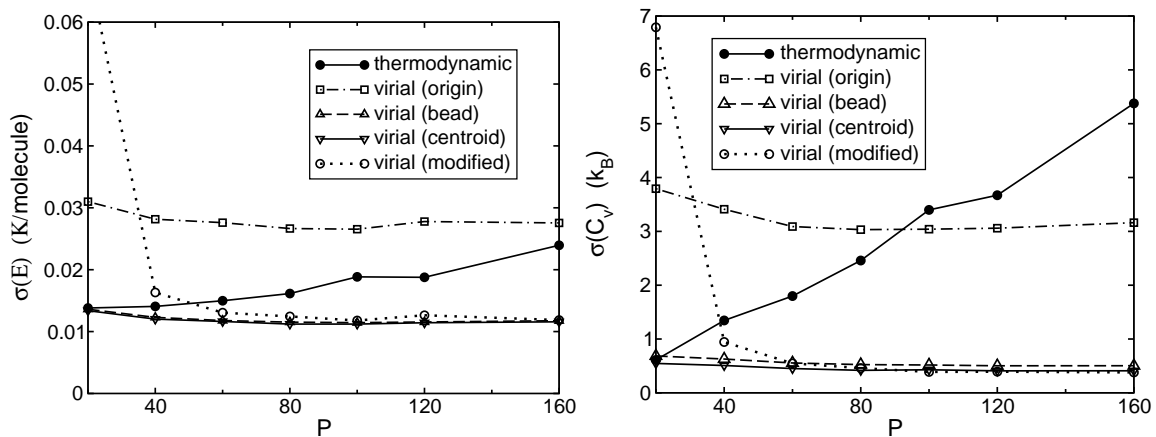 0.06
0.05
0.04
0.03
0.02
0.01
0
σ(E) (K/molecule)
40 80 120 160
P
thermodynamic
virial (origin)
virial (bead)
virial (centroid)
virial (modified)
7
6
5
4
3
2
1
0
σ(C_v) (k_B)
40 80 120 160
P
thermodynamic
virial (origin)
virial (bead)
virial (centroid)
virial (modified)